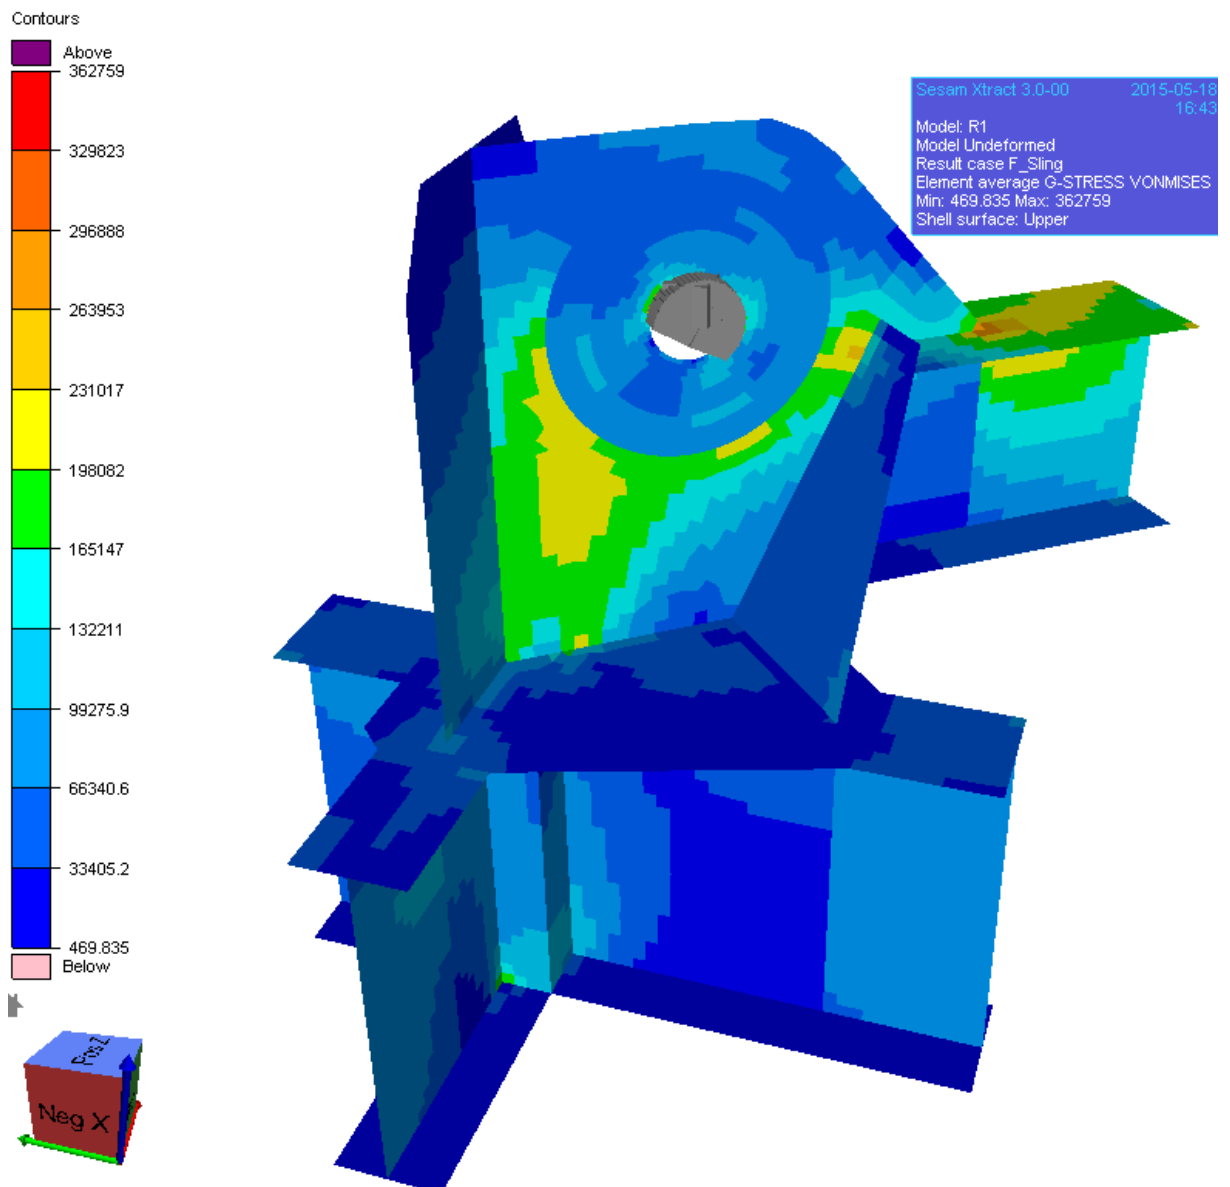 Contours
Above
362759
329823
296888
263953
231017
198082
165147
132211
99275.9
66340.6
33405.2
469.835
Below
Sesam Xtract 3.0-00 2015-05-18
16:43
Model: R1
Model Undeformed
Result case F_Sling
Element average G-STRESS VONMISES
Min: 469.835 Max: 362759
Shell surface: Upper
PosZ
Neg X